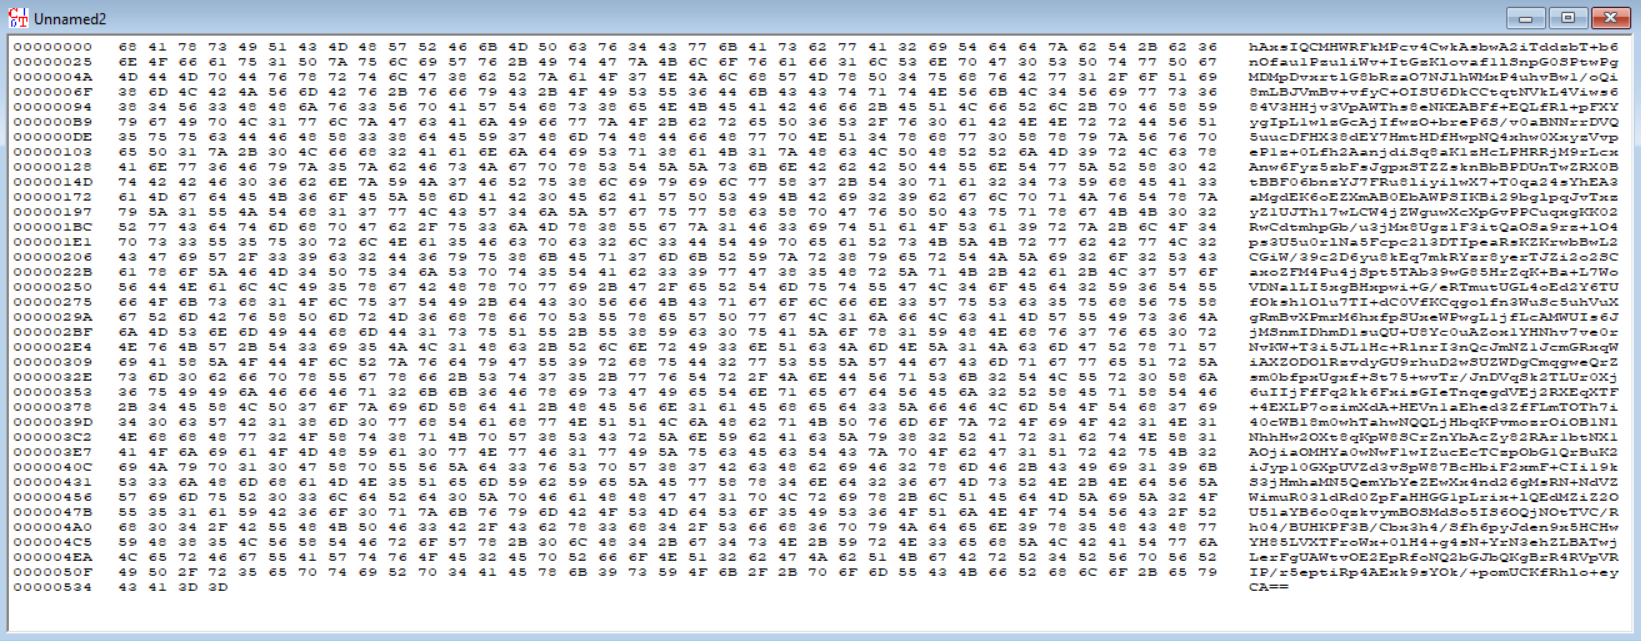 Unnamed2
00000000 68 41 78 73 49 51 43 4D 48 57 52 46 6B 4D 50 63 76 34 43 77 6B 41 73 62 77 41 32 69 54 64 64 7A 62 54 2B 62 36 hAxsIQCMHWRFkMPcv4CwkAsbwA2iTddzbT+b6
00000025 6E 4F 66 61 75 31 50 7A 75 6C 69 57 76 2B 49 74 47 7A 4B 6C 6F 76 61 66 31 6C 53 6E 70 47 30 53 50 74 77 50 67 nOfau1PzuliWv+ItGzKlovaf1lSnpG0SPtwPg
0000004A 4D 44 4D 70 44 76 78 72 74 6C 47 38 62 52 7A 61 4F 37 4E 4A 6C 68 57 4D 78 50 34 75 68 76 42 77 31 2F 6F 51 69 MDMpDvxrtlG8bRzaO7NJlhWMxP4uhvBw1/oQi
0000006F 38 6D 4C 42 4A 56 6D 42 76 2B 76 66 79 43 2B 4F 49 53 55 36 44 6B 43 43 74 71 74 4E 56 6B 4C 34 56 69 77 73 36 8mLBJVmBv+vfyC+OISU6DkCCtqtNVkL4Viws6
00000094 38 34 56 33 48 48 6A 76 33 56 70 41 57 54 68 73 38 65 4E 4B 45 41 42 46 66 2B 45 51 4C 66 52 6C 2B 70 46 58 59 84V3HHjv3VpAWThs8eNKEABFf+EQLfRl+pFXY
000000B9 79 67 49 70 4C 31 77 6C 7A 47 63 41 6A 49 66 77 7A 4F 2B 62 72 65 50 36 53 2F 76 30 61 42 4E 4E 72 72 44 56 51 ygIpL1wlzGcAjIfwzO+breP6S/v0aBNNrrDVQ
000000DE 35 75 75 63 44 46 48 58 33 38 64 45 59 37 48 6D 74 48 44 66 48 77 70 4E 51 34 78 68 77 30 58 78 79 7A 56 76 70 5uucDFHX38dEY7HmtHDfHwpNQ4xhw0XxyzVvp
00000103 65 50 31 7A 2B 30 4C 66 68 32 41 61 6E 6A 64 69 53 71 38 61 4B 31 7A 48 63 4C 50 48 52 52 6A 4D 39 72 4C 63 78 eP1z+0Lfh2AanjdiSq8aK1zHcLPHRRjM9rLcx
00000128 41 6E 77 36 46 79 7A 35 7A 62 46 73 4A 67 70 78 53 54 5A 5A 73 6B 6E 42 62 42 50 44 55 6E 54 77 5A 52 58 30 42 Anw6Fyz5zbFsJgpxSTZZsknBbBPDUnTwZRX0B
0000014D 74 42 42 46 30 36 62 6E 7A 59 4A 37 46 52 75 38 6C 69 79 69 6C 77 58 37 2B 54 30 71 61 32 34 73 59 68 45 41 33 tBBF06bnzYJ7FRu8liyilwX7+T0qa24sYhEA3
00000172 61 4D 67 64 45 4B 36 6F 45 5A 58 6D 41 42 30 45 62 41 57 50 53 49 4B 42 69 32 39 62 67 6C 70 71 4A 76 54 78 7A aMgdEK6oEZXmAB0EbAWPSIKBi29bglpqJvTxz
00000197 79 5A 31 55 4A 54 68 31 37 77 4C 43 57 34 6A 5A 57 67 75 77 58 63 58 70 47 76 50 50 43 75 71 78 67 4B 4B 30 32 yZ1UJTh17wLCW4jZWguwXcXpGvPPCuqxgKK02
000001BC 52 77 43 64 74 6D 68 70 47 62 2F 75 33 6A 4D 78 38 55 67 7A 31 46 33 69 74 51 61 4F 53 61 39 72 7A 2B 6C 4F 34 RwCdtmhpGb/u3jMx8Ugz1F3itQaOSa9rz+lO4
000001E1 70 73 33 55 35 75 30 72 6C 4E 61 35 46 63 70 63 32 6C 33 44 54 49 70 65 61 52 73 4B 5A 4B 72 77 62 42 77 4C 32 ps3U5u0rlNa5Fcpc2l3DTIpeaRsKZKrwbBwL2
00000206 43 47 69 57 2F 33 39 63 32 44 36 79 75 38 6B 45 71 37 6D 6B 52 59 7A 72 38 79 65 72 54 4A 5A 69 32 6F 32 53 43 CGiW/39c2D6yu8kEq7mkRYzr8yerTJZi2o2SC
0000022B 61 78 6F 5A 46 4D 34 50 75 34 6A 53 70 74 35 54 41 62 33 39 77 47 38 35 48 72 5A 71 4B 2B 42 61 2B 4C 37 57 6F axoZFM4Pu4jSpt5TAb39wG85HrZqK+Ba+L7Wo
00000250 56 44 4E 61 6C 4C 49 35 78 67 42 48 78 70 77 69 2B 47 2F 65 52 54 6D 75 74 55 47 4C 34 6F 45 64 32 59 36 54 55 VDNalLI5xgBHxpwi+G/eRTmutUGL4oEd2Y6TU
00000275 66 4F 6B 73 68 31 4F 6C 75 37 54 49 2B 64 43 30 56 66 4B 43 71 67 6F 6C 66 6E 33 57 75 53 63 35 75 68 56 75 58 fOksh1Olu7TI+dC0VfKCqgolfn3WuSc5uhVuX
0000029A 67 52 6D 42 76 58 50 6D 72 4D 36 68 78 66 70 53 55 78 65 57 50 77 67 4C 31 6A 66 4C 63 41 4D 57 55 49 73 36 4A gRmBvXPmrM6hxfpSUxeWPwgL1jfLcAMWUIs6J
000002BF 6A 4D 53 6E 6D 49 44 68 6D 44 31 73 75 51 55 2B 55 38 59 63 30 75 41 5A 6F 78 31 59 48 4E 68 76 37 76 65 30 72 jMSnmIDhmD1suQU+U8Yc0uAZox1YHNhv7ve0r
000002E4 4E 76 4B 57 2B 54 33 69 35 4A 4C 31 48 63 2B 52 6C 6E 72 49 33 6E 51 63 4A 6D 4E 5A 31 4A 63 6D 47 52 78 71 57 NvKW+T3i5JL1Hc+RlnrI3nQcJmNZ1JcmGRxqW
00000309 69 41 58 5A 4F 44 4F 6C 52 7A 76 64 79 47 55 39 72 68 75 44 32 77 53 55 5A 57 44 67 43 6D 71 67 77 65 51 72 5A iAXZODOlRzvdyGU9rhuD2wSUZWDgCmqgweQrZ
0000032E 73 6D 30 62 66 70 78 55 67 78 66 2B 53 74 37 35 2B 77 76 54 72 2F 4A 6E 44 56 71 53 6B 32 54 4C 55 72 30 58 6A sm0bfpxUgxf+St75+wvTr/JnDVqSk2TLUr0Xj
00000353 36 75 49 49 6A 46 66 46 71 32 6B 6B 36 46 78 69 73 47 49 65 54 6E 71 65 67 64 56 45 6A 32 52 58 45 71 58 54 46 6uIIjFfFq2kk6FxisGIeTnqegdVEj2RXEqXTF
00000378 2B 34 45 58 4C 50 37 6F 7A 69 6D 58 64 41 2B 48 45 56 6E 31 61 45 68 65 64 33 5A 66 46 4C 6D 54 4F 54 68 37 69 +4EXLP7ozimXdA+HEVn1aEhed3ZfFLmTOTh7i
0000039D 34 30 63 57 42 31 38 6D 30 77 68 54 61 68 77 4E 51 51 4C 6A 48 62 71 4B 50 76 6D 6F 7A 72 4F 69 4F 42 31 4E 31 40cWB18m0whTahwNQQLjHbqKPvmozrOiOB1N1
000003C2 4E 68 68 48 77 32 4F 58 74 38 71 4B 70 57 38 53 43 72 5A 6E 59 62 41 63 5A 79 38 32 52 41 72 31 62 74 4E 58 31 NhhHw2OXt8qKpW8SCrZnYbAcZy82RAr1btNX1
000003E7 41 4F 6A 69 61 4F 4D 48 59 61 30 77 4E 77 46 31 77 49 5A 75 63 45 63 54 43 7A 70 4F 62 47 31 51 72 42 75 4B 32 AOjiaOMHYa0wNwF1wIZucEcTCzpObG1QrBuK2
0000040C 69 4A 79 70 31 30 47 58 70 55 56 5A 64 33 76 53 70 57 38 37 42 63 48 62 69 46 32 78 6D 46 2B 43 49 69 31 39 6B iJyp10GXpUVZd3vSpW87BcHbiF2xmF+CIi19k
00000431 53 33 6A 48 6D 68 61 4D 4E 35 51 65 6D 59 62 59 65 5A 45 77 58 78 34 6E 64 32 36 67 4D 73 52 4E 2B 4E 64 56 5A S3jHmhaMN5QemYbYeZEwXx4nd26gMsRN+NdVZ
00000456 57 69 6D 75 52 30 33 6C 64 52 64 30 5A 70 46 61 48 48 47 47 31 70 4C 72 69 78 2B 6C 51 45 64 4D 5A 69 5A 32 4F WimuR03ldRd0ZpFaHHGG1pLrix+lQEdMZiZ2O
0000047B 55 35 31 61 59 42 36 6F 30 71 7A 6B 76 79 6D 42 4F 53 4D 64 53 6F 35 49 53 36 4F 51 6A 4E 4F 74 54 56 43 2F 52 U51aYB6o0qzkvymBOSMdSo5IS6OQjNOtTVC/R
000004A0 68 30 34 2F 42 55 48 4B 50 46 33 42 2F 43 62 78 33 68 34 2F 53 66 68 36 70 79 4A 64 65 6E 39 78 35 48 43 48 77 h04/BUHKPF3B/Cbx3h4/Sfh6pyJden9x5HCHw
000004C5 59 48 38 35 4C 56 58 54 46 72 6F 57 78 2B 30 6C 48 34 2B 67 34 73 4E 2B 59 72 4E 33 65 68 5A 4C 42 41 54 77 6A YH85LVXTFroWx+0lH4+g4sN+YrN3ehZLBATwj
000004EA 4C 65 72 46 67 55 41 57 74 76 4F 45 32 45 70 52 66 6F 4E 51 32 62 47 4A 62 51 4B 67 42 72 52 34 52 56 70 56 52 LerFgUAWtvOE2EpRfoNQ2bGJbQKgBrR4RVpVR
0000050F 49 50 2F 72 35 65 70 74 69 52 70 34 41 45 78 6B 39 73 59 4F 6B 2F 2B 70 6F 6D 55 43 4B 66 52 68 6C 6F 2B 65 79 IP/r5eptiRp4AExk9sYOk/+pomUCKfRhlo+ey
00000534 43 41 3D 3D CA==